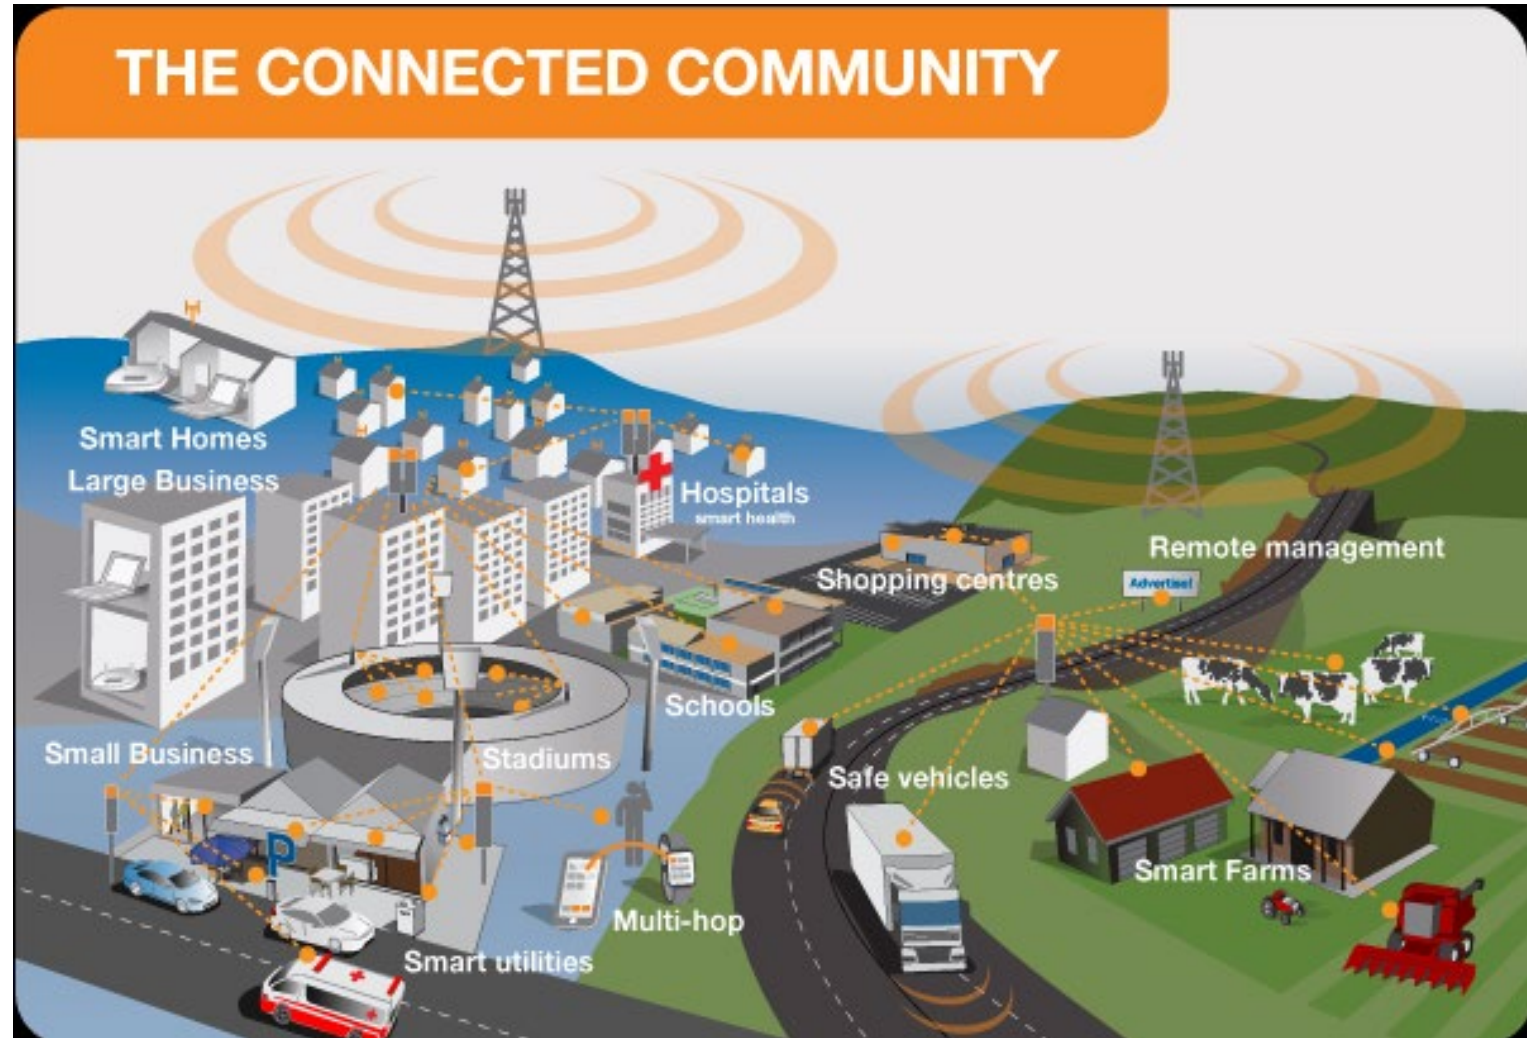 THE CONNECTED COMMUNITY
Smart Homes
Large Business
Hospitals
smart health
Remote management
Shopping centres
Advertise!
Schools
Small Business
Stadiums
Safe vehicles
P
Smart Farms
Multi-hop
Smart utilities